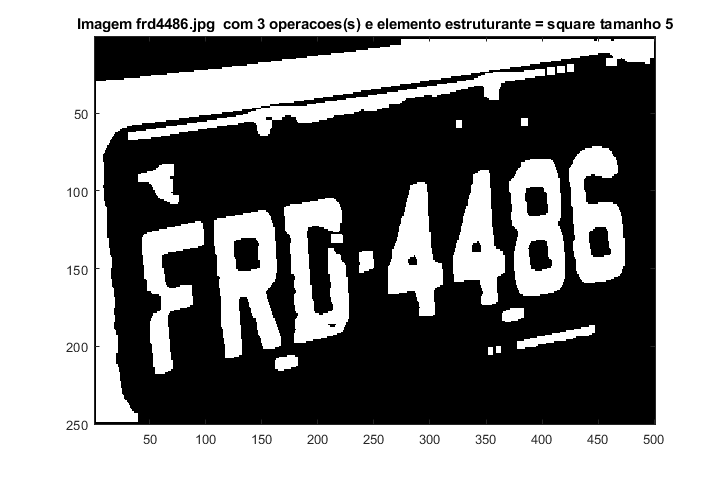 Imagem frd4486.jpg com 3 operacoes(s) e elemento estruturante = square tamanho 5
FRD·4486
50
100
150
200
250
50 100 150 200 250 300 350 400 450 500